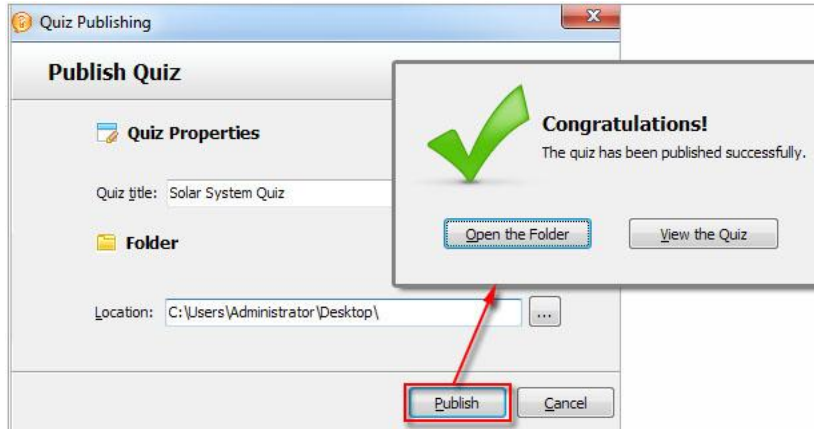 Quiz Publishing
x
Publish Quiz
Congratulations!
The quiz has been published successfully.
Quiz Properties
Quiz title: Solar System Quiz
Open the Folder
View the Quiz
Folder
Location: C:\Users\Administrator\Desktop\ ...
Publish
Cancel